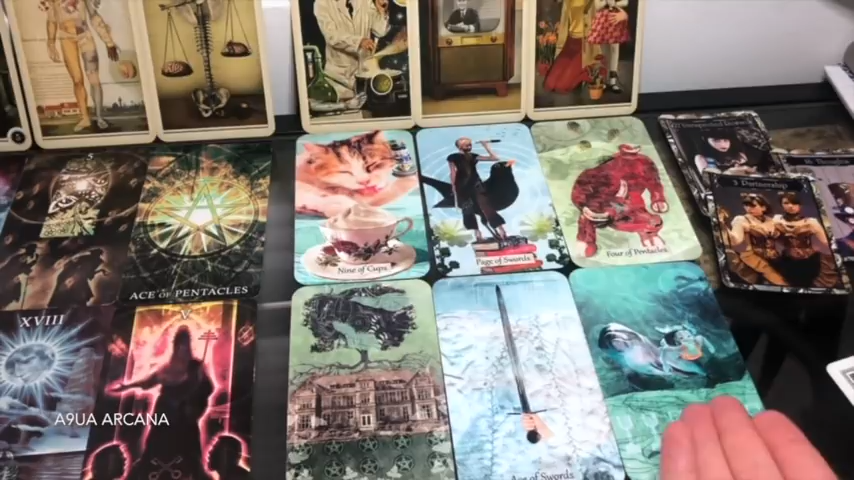 5
ACE OF PENTACLES
Nine of Cups
Page of Swords
Four of Pentacles
3 Partnership
XVIII
V
A9UA ARCANA
of Swords